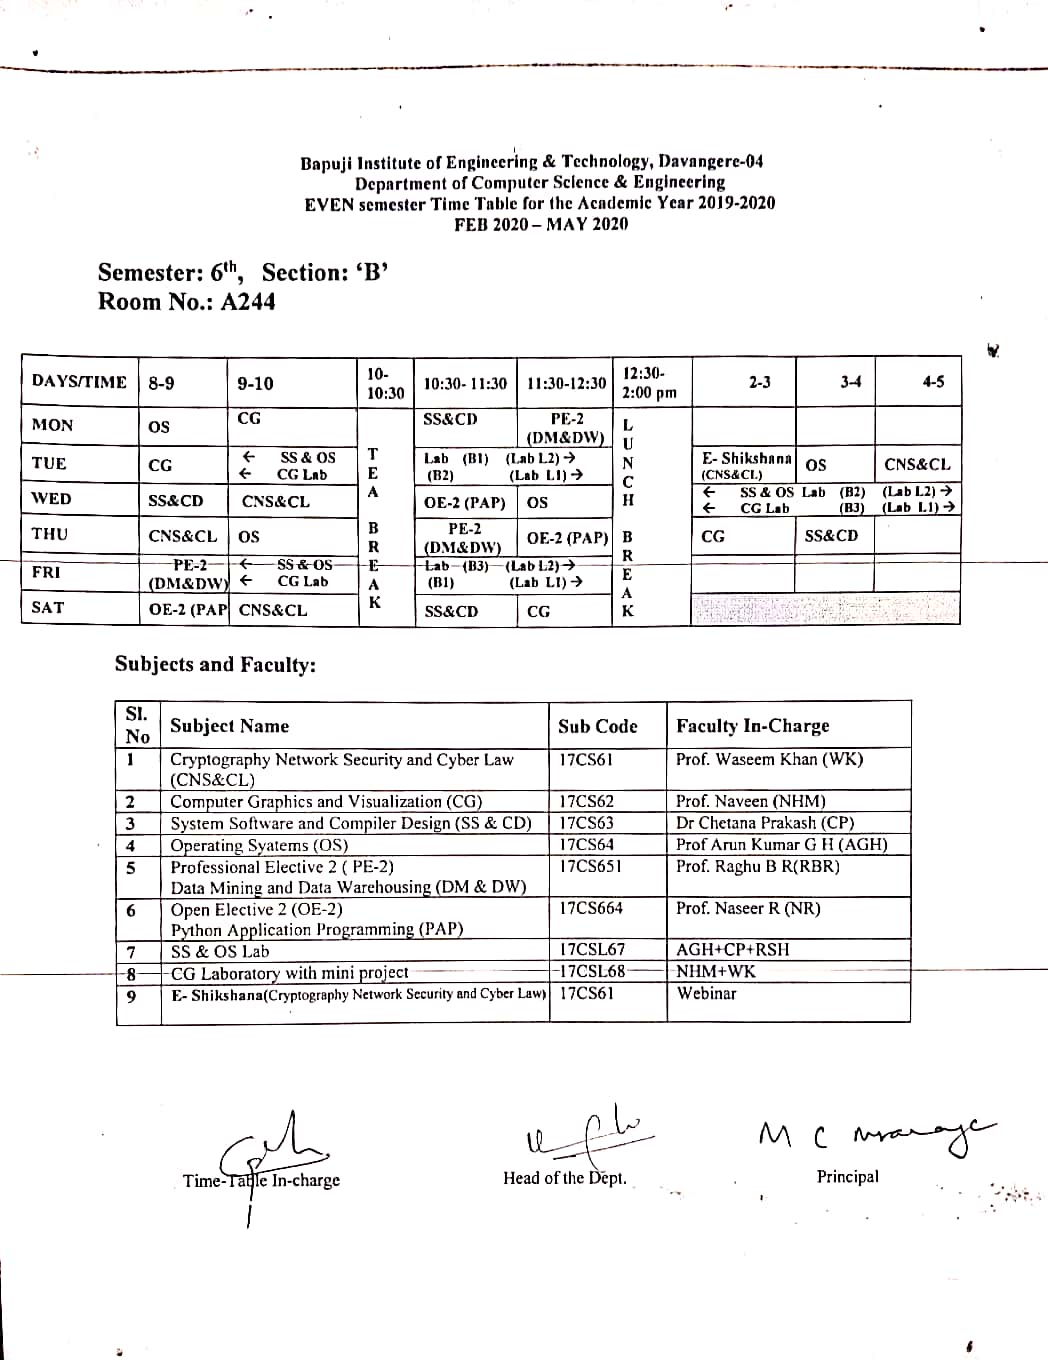 Bapuji Institute of Engineering & Technology, Davangere-04
Department of Computer Science & Engineering
EVEN semester Time Table for the Academic Year 2019-2020
FEB 2020 – MAY 2020
Semester: 6th, Section: ‘B’
Room No.: A244
DAYS/TIME 8-9 9-10 10-10:30 10:30- 11:30 11:30-12:30 12:30-2:00 pm 2-3 3-4 4-5
MON OS CG SS&CD PE-2 (DM&DW)
TUE CG ← SS & OS Lab (B1) (Lab L2) → E- Shikshana (CNS&CL) OS CNS&CL
← CG Lab (B2) (Lab L1) →
WED SS&CD CNS&CL OE-2 (PAP) OS ← SS & OS Lab (B2) (Lab L2) →
← CG Lab (B3) (Lab L1) →
THU CNS&CL OS PE-2 (DM&DW) OE-2 (PAP) CG SS&CD
FRI PE-2 (DM&DW) ← SS & OS Lab (B3) (Lab L2) →
← CG Lab (B1) (Lab L1) →
SAT OE-2 (PAP CNS&CL SS&CD CG
TEA BREAK
LUNCH BREAK
Subjects and Faculty:
Sl. No Subject Name Sub Code Faculty In-Charge
1 Cryptography Network Security and Cyber Law 17CS61 Prof. Waseem Khan (WK)
(CNS&CL)
2 Computer Graphics and Visualization (CG) 17CS62 Prof. Naveen (NHM)
3 System Software and Compiler Design (SS & CD) 17CS63 Dr Chetana Prakash (CP)
4 Operating Syatems (OS) 17CS64 Prof Arun Kumar G H (AGH)
5 Professional Elective 2 ( PE-2) 17CS651 Prof. Raghu B R(RBR)
Data Mining and Data Warehousing (DM & DW)
6 Open Elective 2 (OE-2) 17CS664 Prof. Naseer R (NR)
Python Application Programming (PAP)
7 SS & OS Lab 17CSL67 AGH+CP+RSH
8 CG Laboratory with mini project 17CSL68 NHM+WK
9 E- Shikshana(Cryptography Network Security and Cyber Law) 17CS61 Webinar
M C
Time-Table In-charge Head of the Dept. Principal